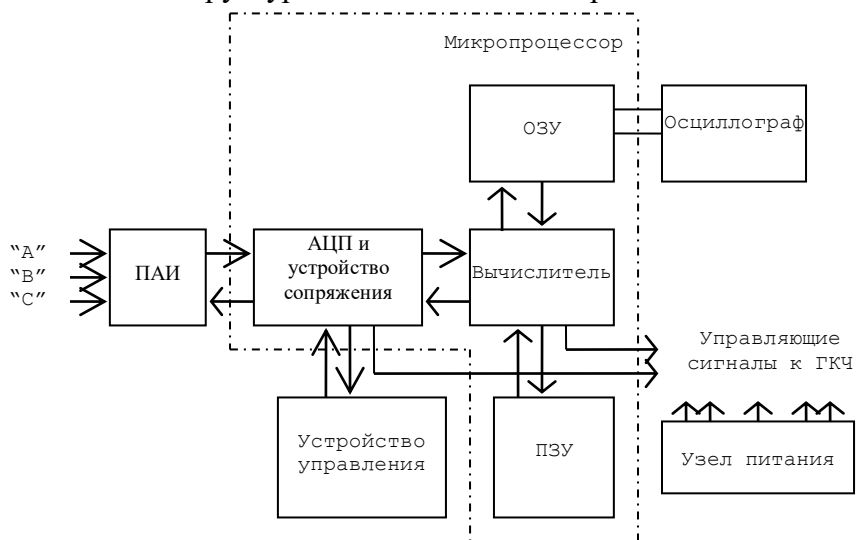 Микропроцессор
ОЗУ
Осциллограф
"А"
"В"
"С"
ПАИ
АЦП и
устройство
сопряжения
Вычислитель
Управляющие
сигналы к ГКЧ
Устройство
управления
ПЗУ
Узел питания